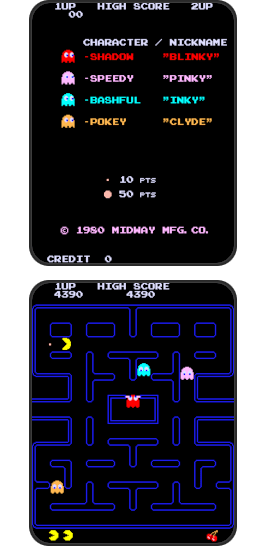 1UP HIGH SCORE 2UP
00
CHARACTER / NICKNAME
-SHADOW "BLINKY"
-SPEEDY "PINKY"
-BASHFUL "INKY"
-POKEY "CLYDE"
10 PTS
50 PTS
© 1980 MIDWAY MFG.CO.
CREDIT 0
1UP HIGH SCORE
4390 4390